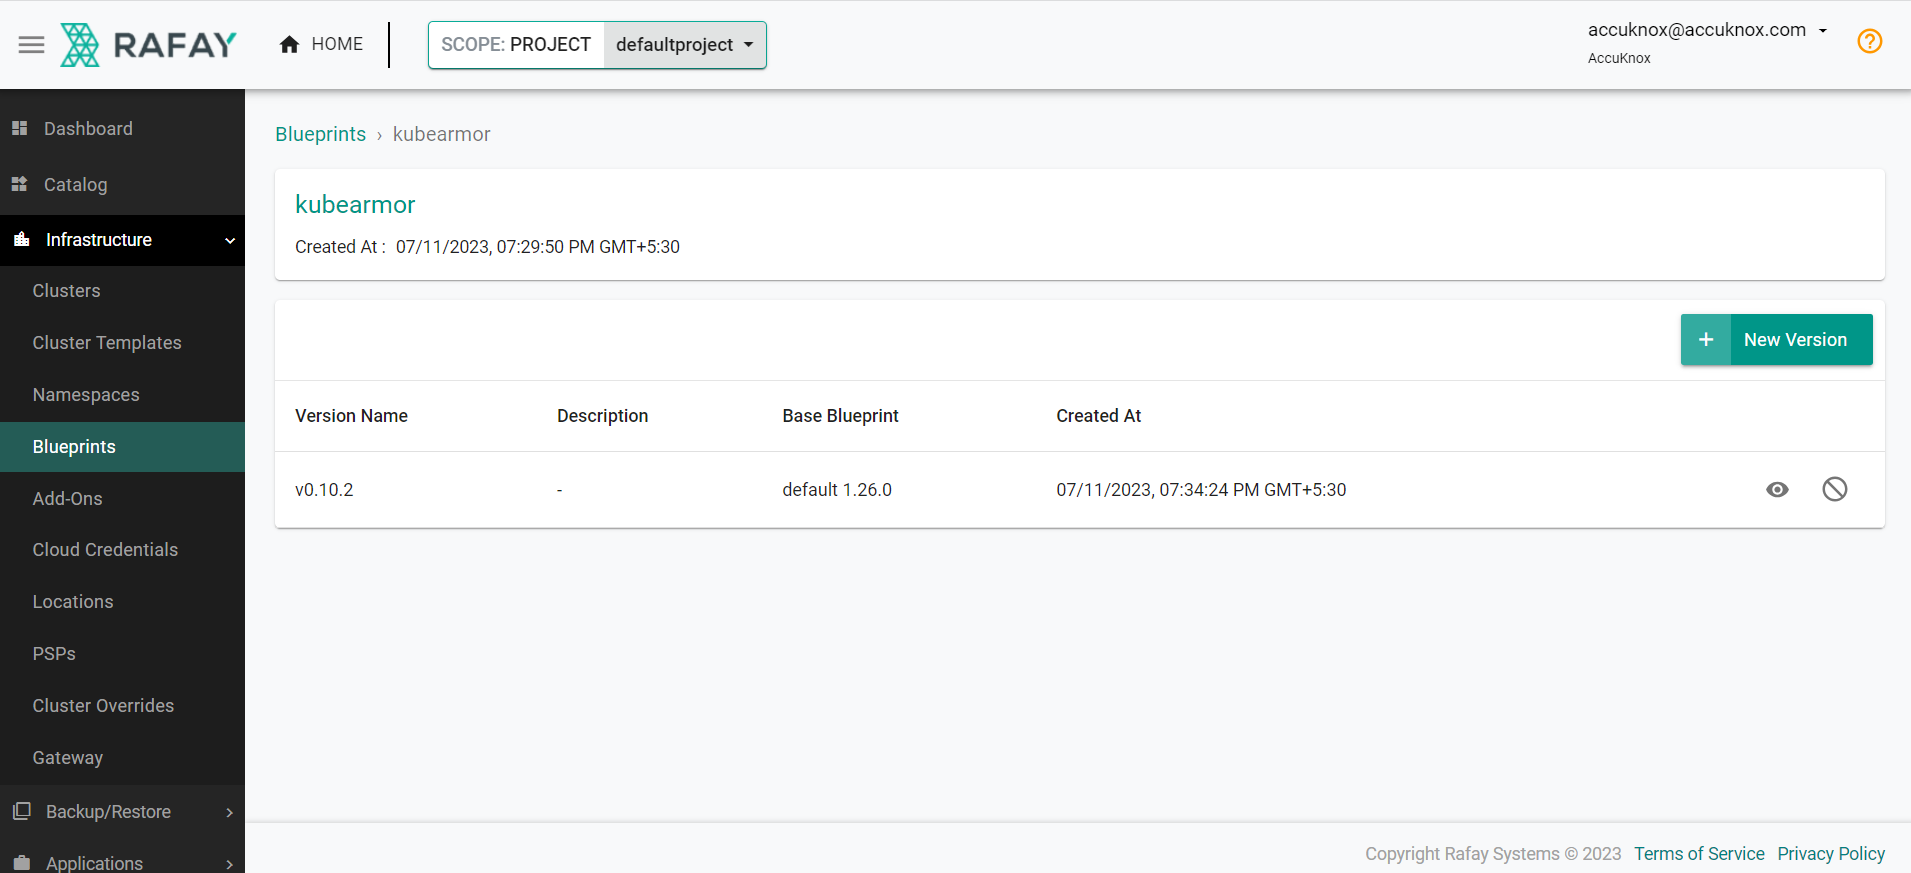 RAFAY
HOME
SCOPE: PROJECT defaultproject
accuknox@accuknox.com
AccuKnox
Dashboard
Catalog
Infrastructure
Clusters
Cluster Templates
Namespaces
Blueprints
Add-Ons
Cloud Credentials
Locations
PSPs
Cluster Overrides
Gateway
Backup/Restore
Applications
Blueprints › kubearmor
kubearmor
Created At : 07/11/2023, 07:29:50 PM GMT+5:30
+ New Version
Version Name Description Base Blueprint Created At
v0.10.2 - default 1.26.0 07/11/2023, 07:34:24 PM GMT+5:30
Copyright Rafay Systems © 2023 Terms of Service Privacy Policy